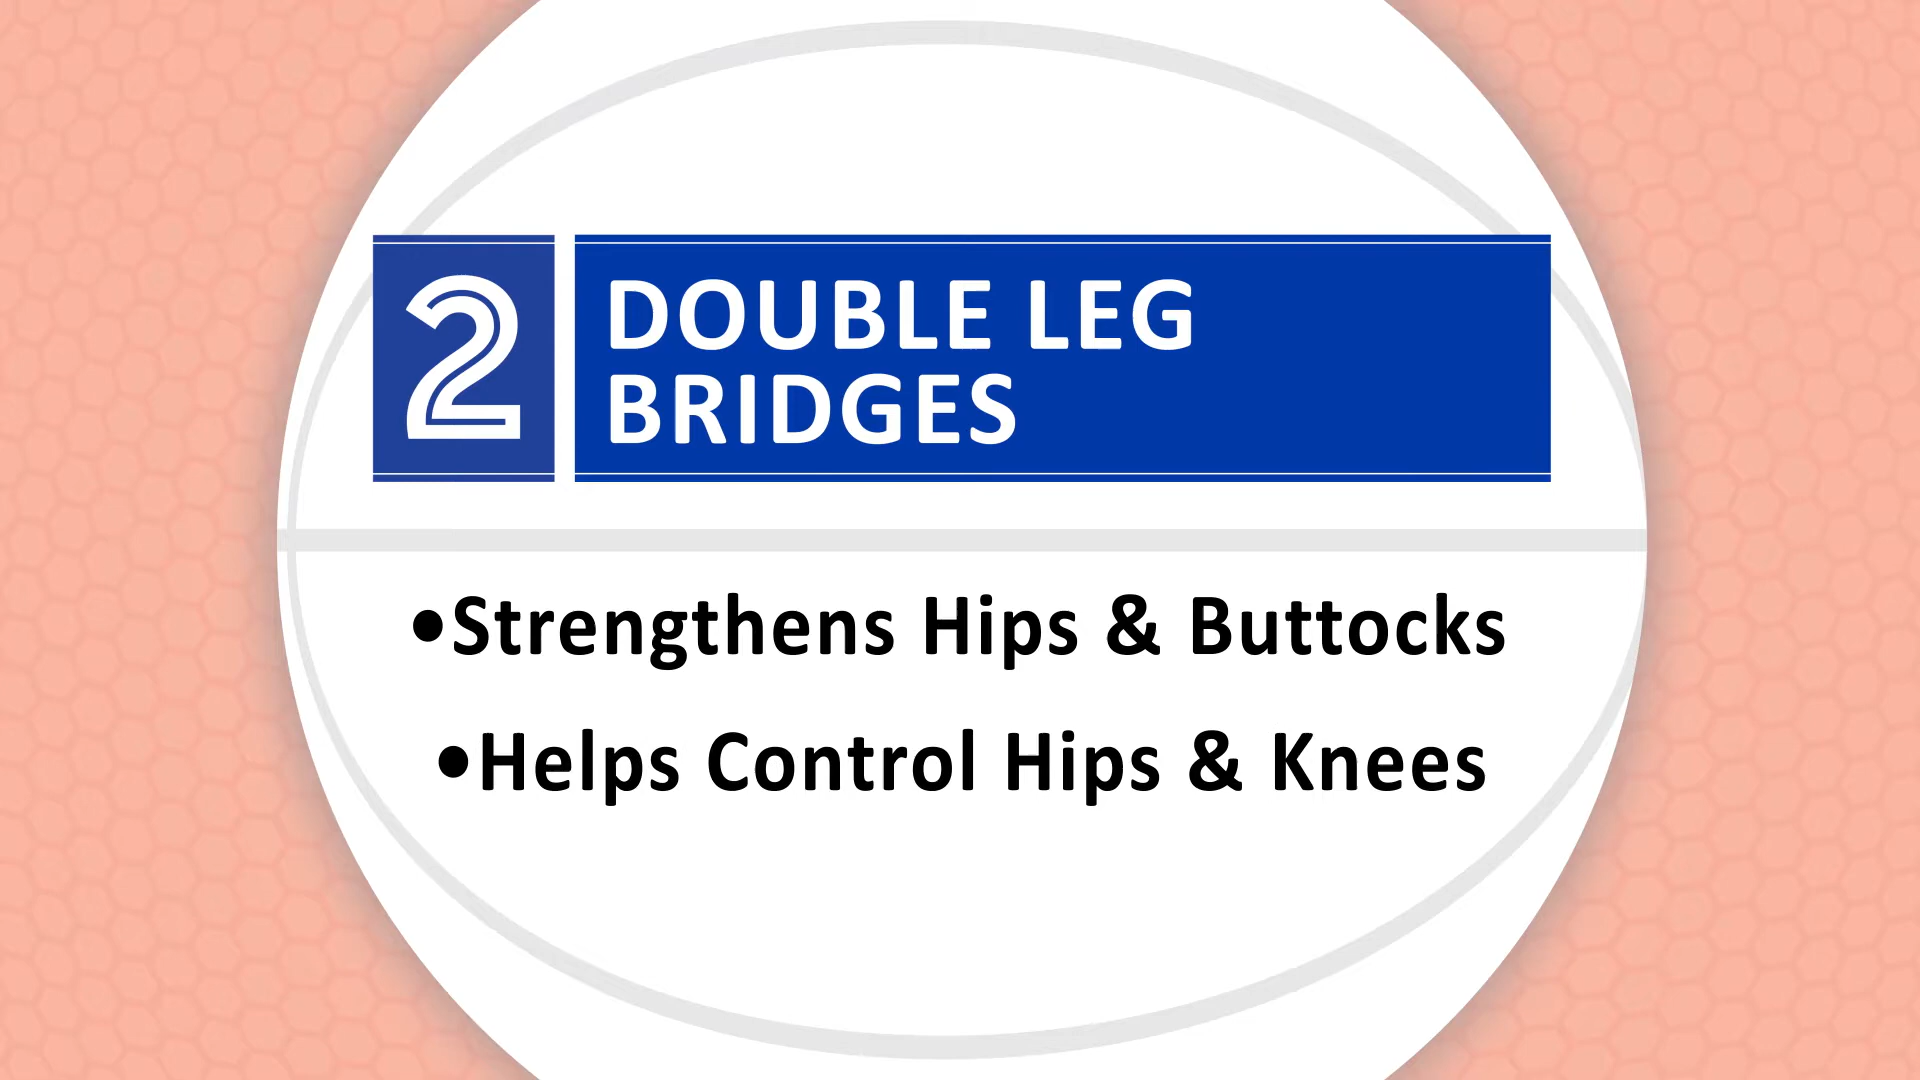 2
DOUBLE LEG
BRIDGES
•Strengthens Hips & Buttocks
•Helps Control Hips & Knees